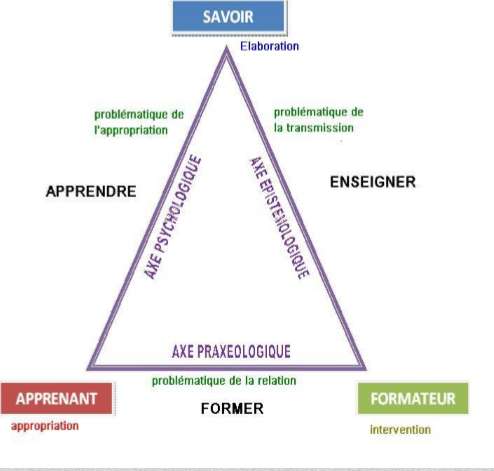 SAVOIR
Elaboration
problématique de
l'appropriation
problématique de
la transmission
APPRENDRE
ENSEIGNER
AXE PSYCHOLOGIQUE
AXE EPISTEMOLOGIQUE
AXE PRAXEOLOGIQUE
problématique de la relation
APPRENANT
FORMATEUR
FORMER
appropriation
intervention